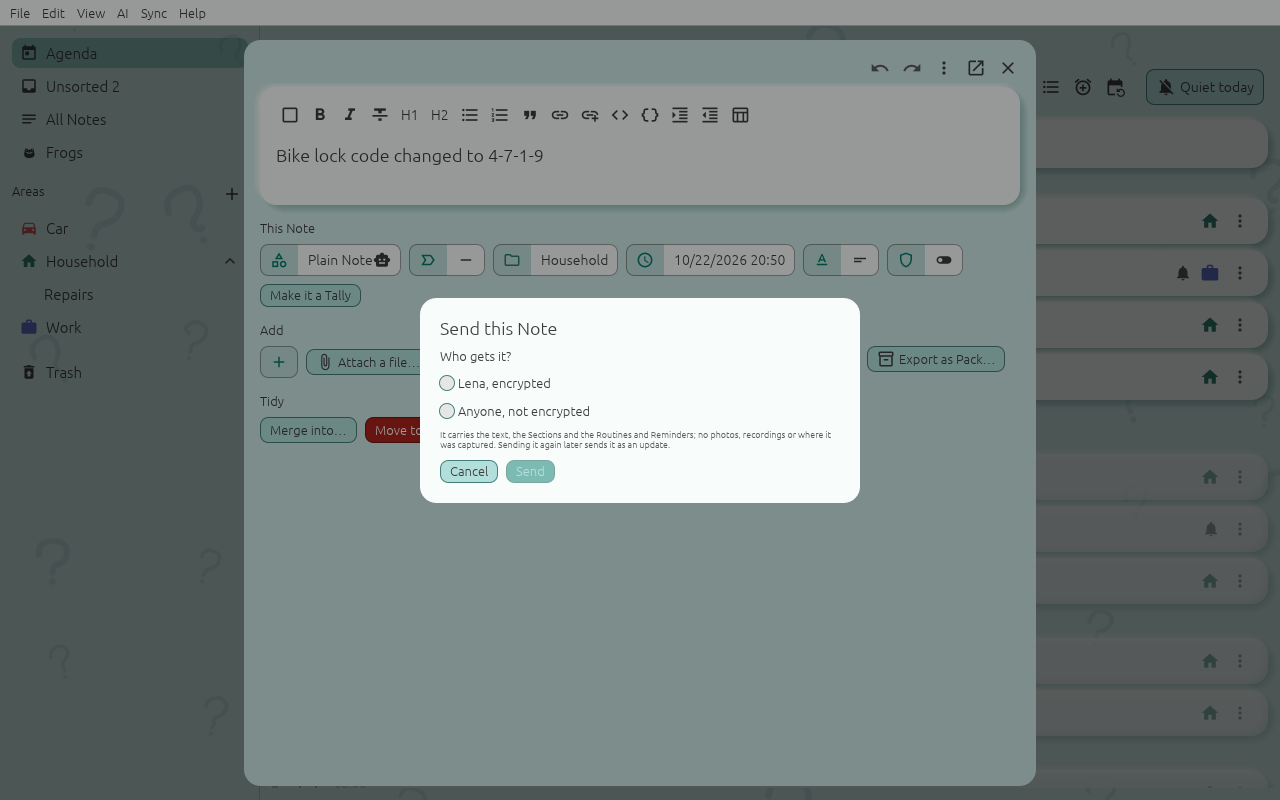 File Edit View AI Sync Help
Agenda
Unsorted 2
All Notes
Frogs
Areas
Car
Household
Repairs
Work
Trash
Quiet today
H1 H2
Bike lock code changed to 4-7-1-9
This Note
Plain Note
Household
10/22/2026 20:50
Make it a Tally
Add
Attach a file…
Export as Pack…
Tidy
Merge into…
Move to
Send this Note
Who gets it?
Lena, encrypted
Anyone, not encrypted
It carries the text, the Sections and the Routines and Reminders; no photos, recordings or where it
was captured. Sending it again later sends it as an update.
Cancel
Send